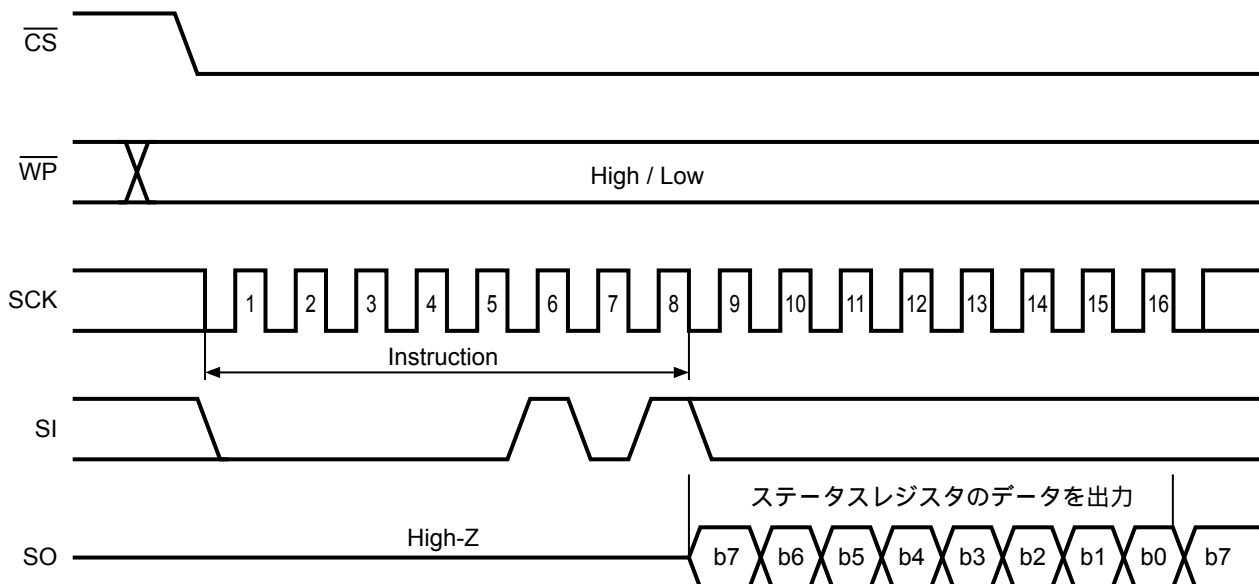 CS
WP
High / Low
SCK
1 2 3 4 5 6 7 8 9 10 11 12 13 14 15 16
Instruction
SI
ステータスレジスタのデータを出力
High-Z
SO
b7 b6 b5 b4 b3 b2 b1 b0 b7